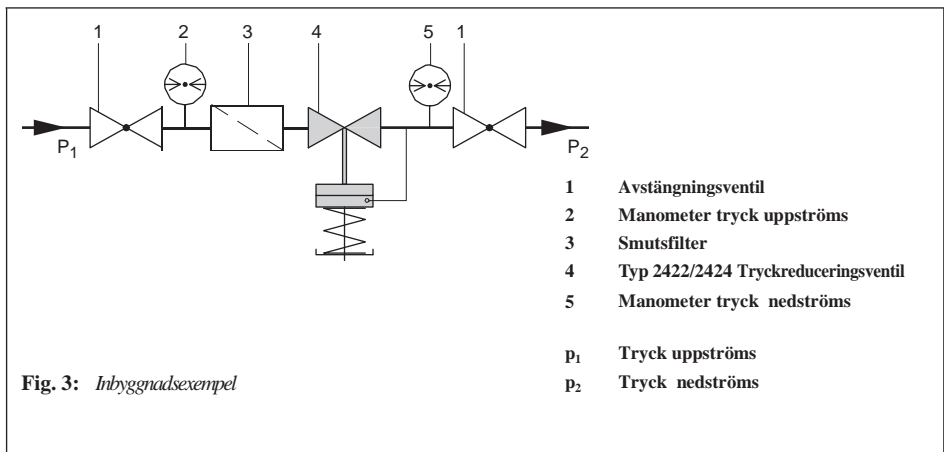 1 2 3 4 5 1
P1 P2
1 Avstängningsventil
2 Manometer tryck uppströms
3 Smutsfilter
4 Typ 2422/2424 Tryckreduceringsventil
5 Manometer tryck nedströms
p1 Tryck uppströms
p2 Tryck nedströms
Fig. 3: Inbyggnadsexempel